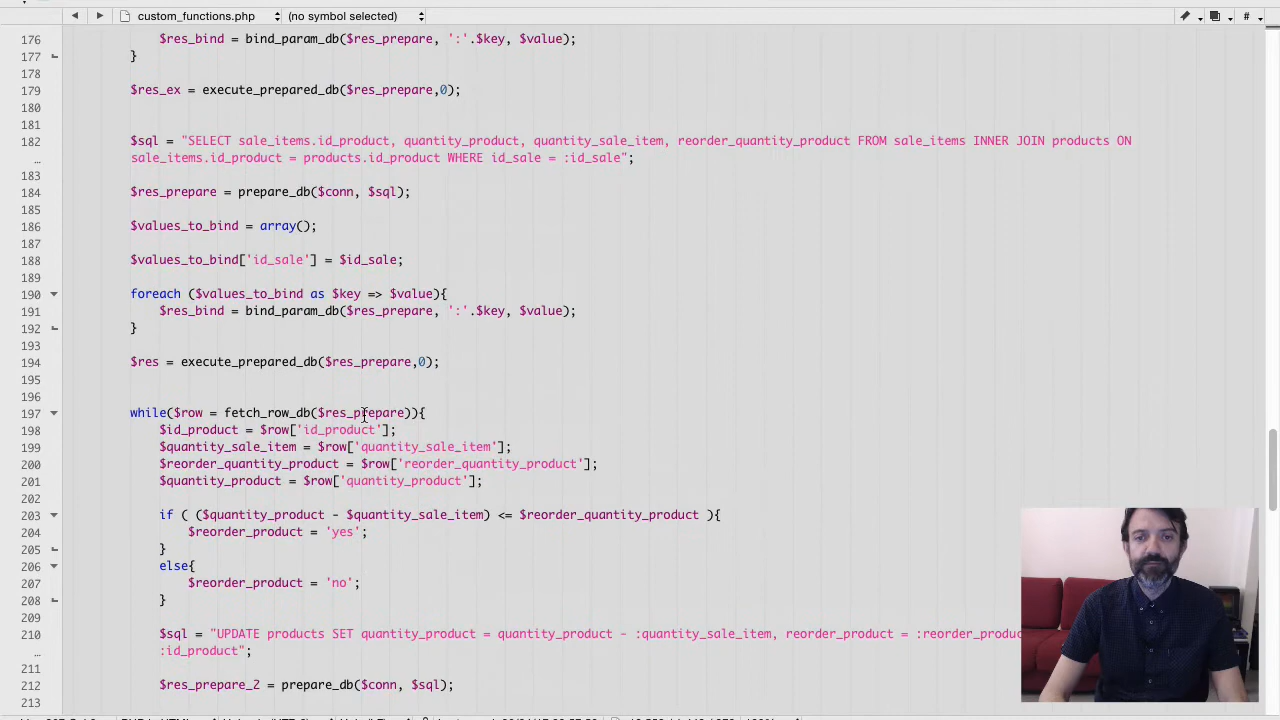 custom_functions.php (no symbol selected) #
176 $res_bind = bind_param_db($res_prepare, ':'.$key, $value);
177 }
178
179 $res_ex = execute_prepared_db($res_prepare,0);
180
181
182 $sql = "SELECT sale_items.id_product, quantity_product, quantity_sale_item, reorder_quantity_product FROM sale_items INNER JOIN products ON
… sale_items.id_product = products.id_product WHERE id_sale = :id_sale";
183
184 $res_prepare = prepare_db($conn, $sql);
185
186 $values_to_bind = array();
187
188 $values_to_bind['id_sale'] = $id_sale;
189
190 foreach ($values_to_bind as $key => $value){
191 $res_bind = bind_param_db($res_prepare, ':'.$key, $value);
192 }
193
194 $res = execute_prepared_db($res_prepare,0);
195
196
197 while($row = fetch_row_db($res_prepare)){
198 $id_product = $row['id_product'];
199 $quantity_sale_item = $row['quantity_sale_item'];
200 $reorder_quantity_product = $row['reorder_quantity_product'];
201 $quantity_product = $row['quantity_product'];
202
203 if ( ($quantity_product - $quantity_sale_item) <= $reorder_quantity_product ){
204 $reorder_product = 'yes';
205 }
206 else{
207 $reorder_product = 'no';
208 }
209
210 $sql = "UPDATE products SET quantity_product = quantity_product - :quantity_sale_item, reorder_product = :reorder_produc
… :id_product";
211
212 $res_prepare_2 = prepare_db($conn, $sql);
213